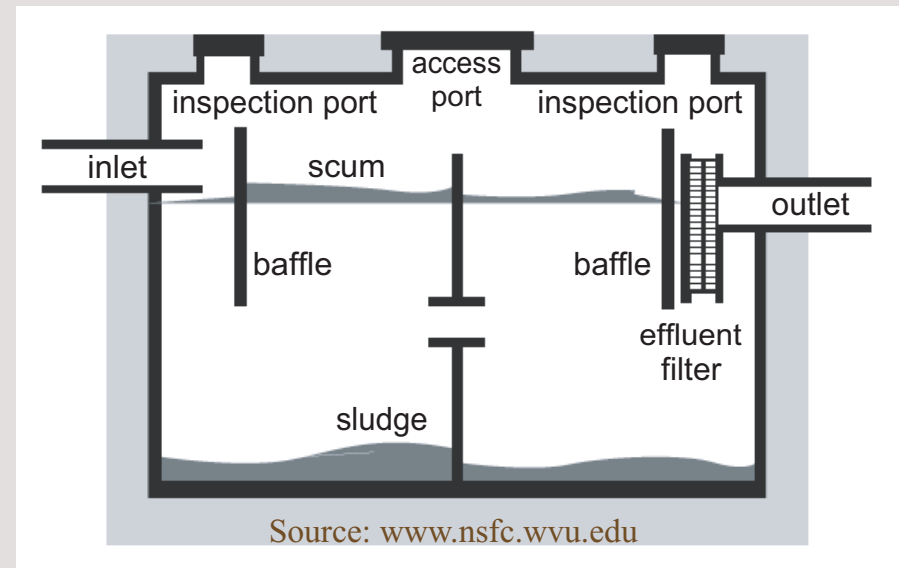 access
port
inspection port
inspection port
inlet
scum
outlet
baffle
baffle
effluent
filter
sludge
Source: www.nsfc.wvu.edu